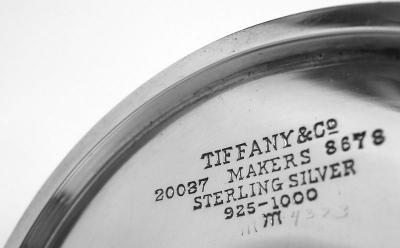 TIFFANY & Co
20037 MAKERS 8678
STERLING SILVER
925-1000
M